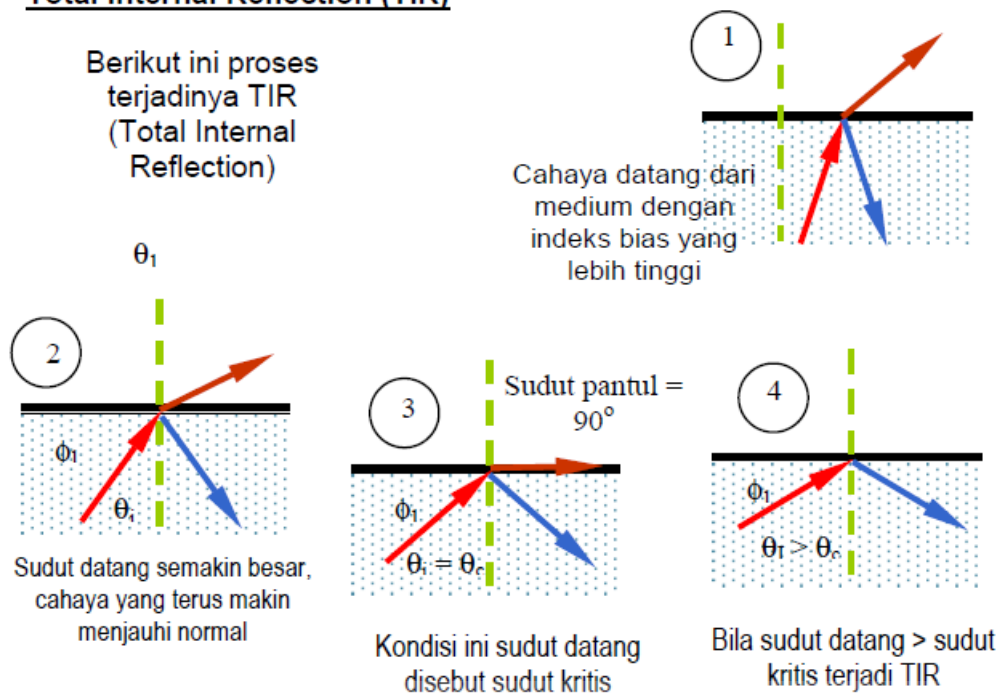 Total Internal Reflection (TIR)
Berikut ini proses
terjadinya TIR
(Total Internal
Reflection)
1
Cahaya datang dari
medium dengan
indeks bias yang
lebih tinggi
θ1
2
ϕ1
θ1
Sudut datang semakin besar,
cahaya yang terus makin
menjauhi normal
3
Sudut pantul =
90°
ϕ1
θ1 = θc
Kondisi ini sudut datang
disebut sudut kritis
4
ϕ1
θ1 > θc
Bila sudut datang > sudut
kritis terjadi TIR